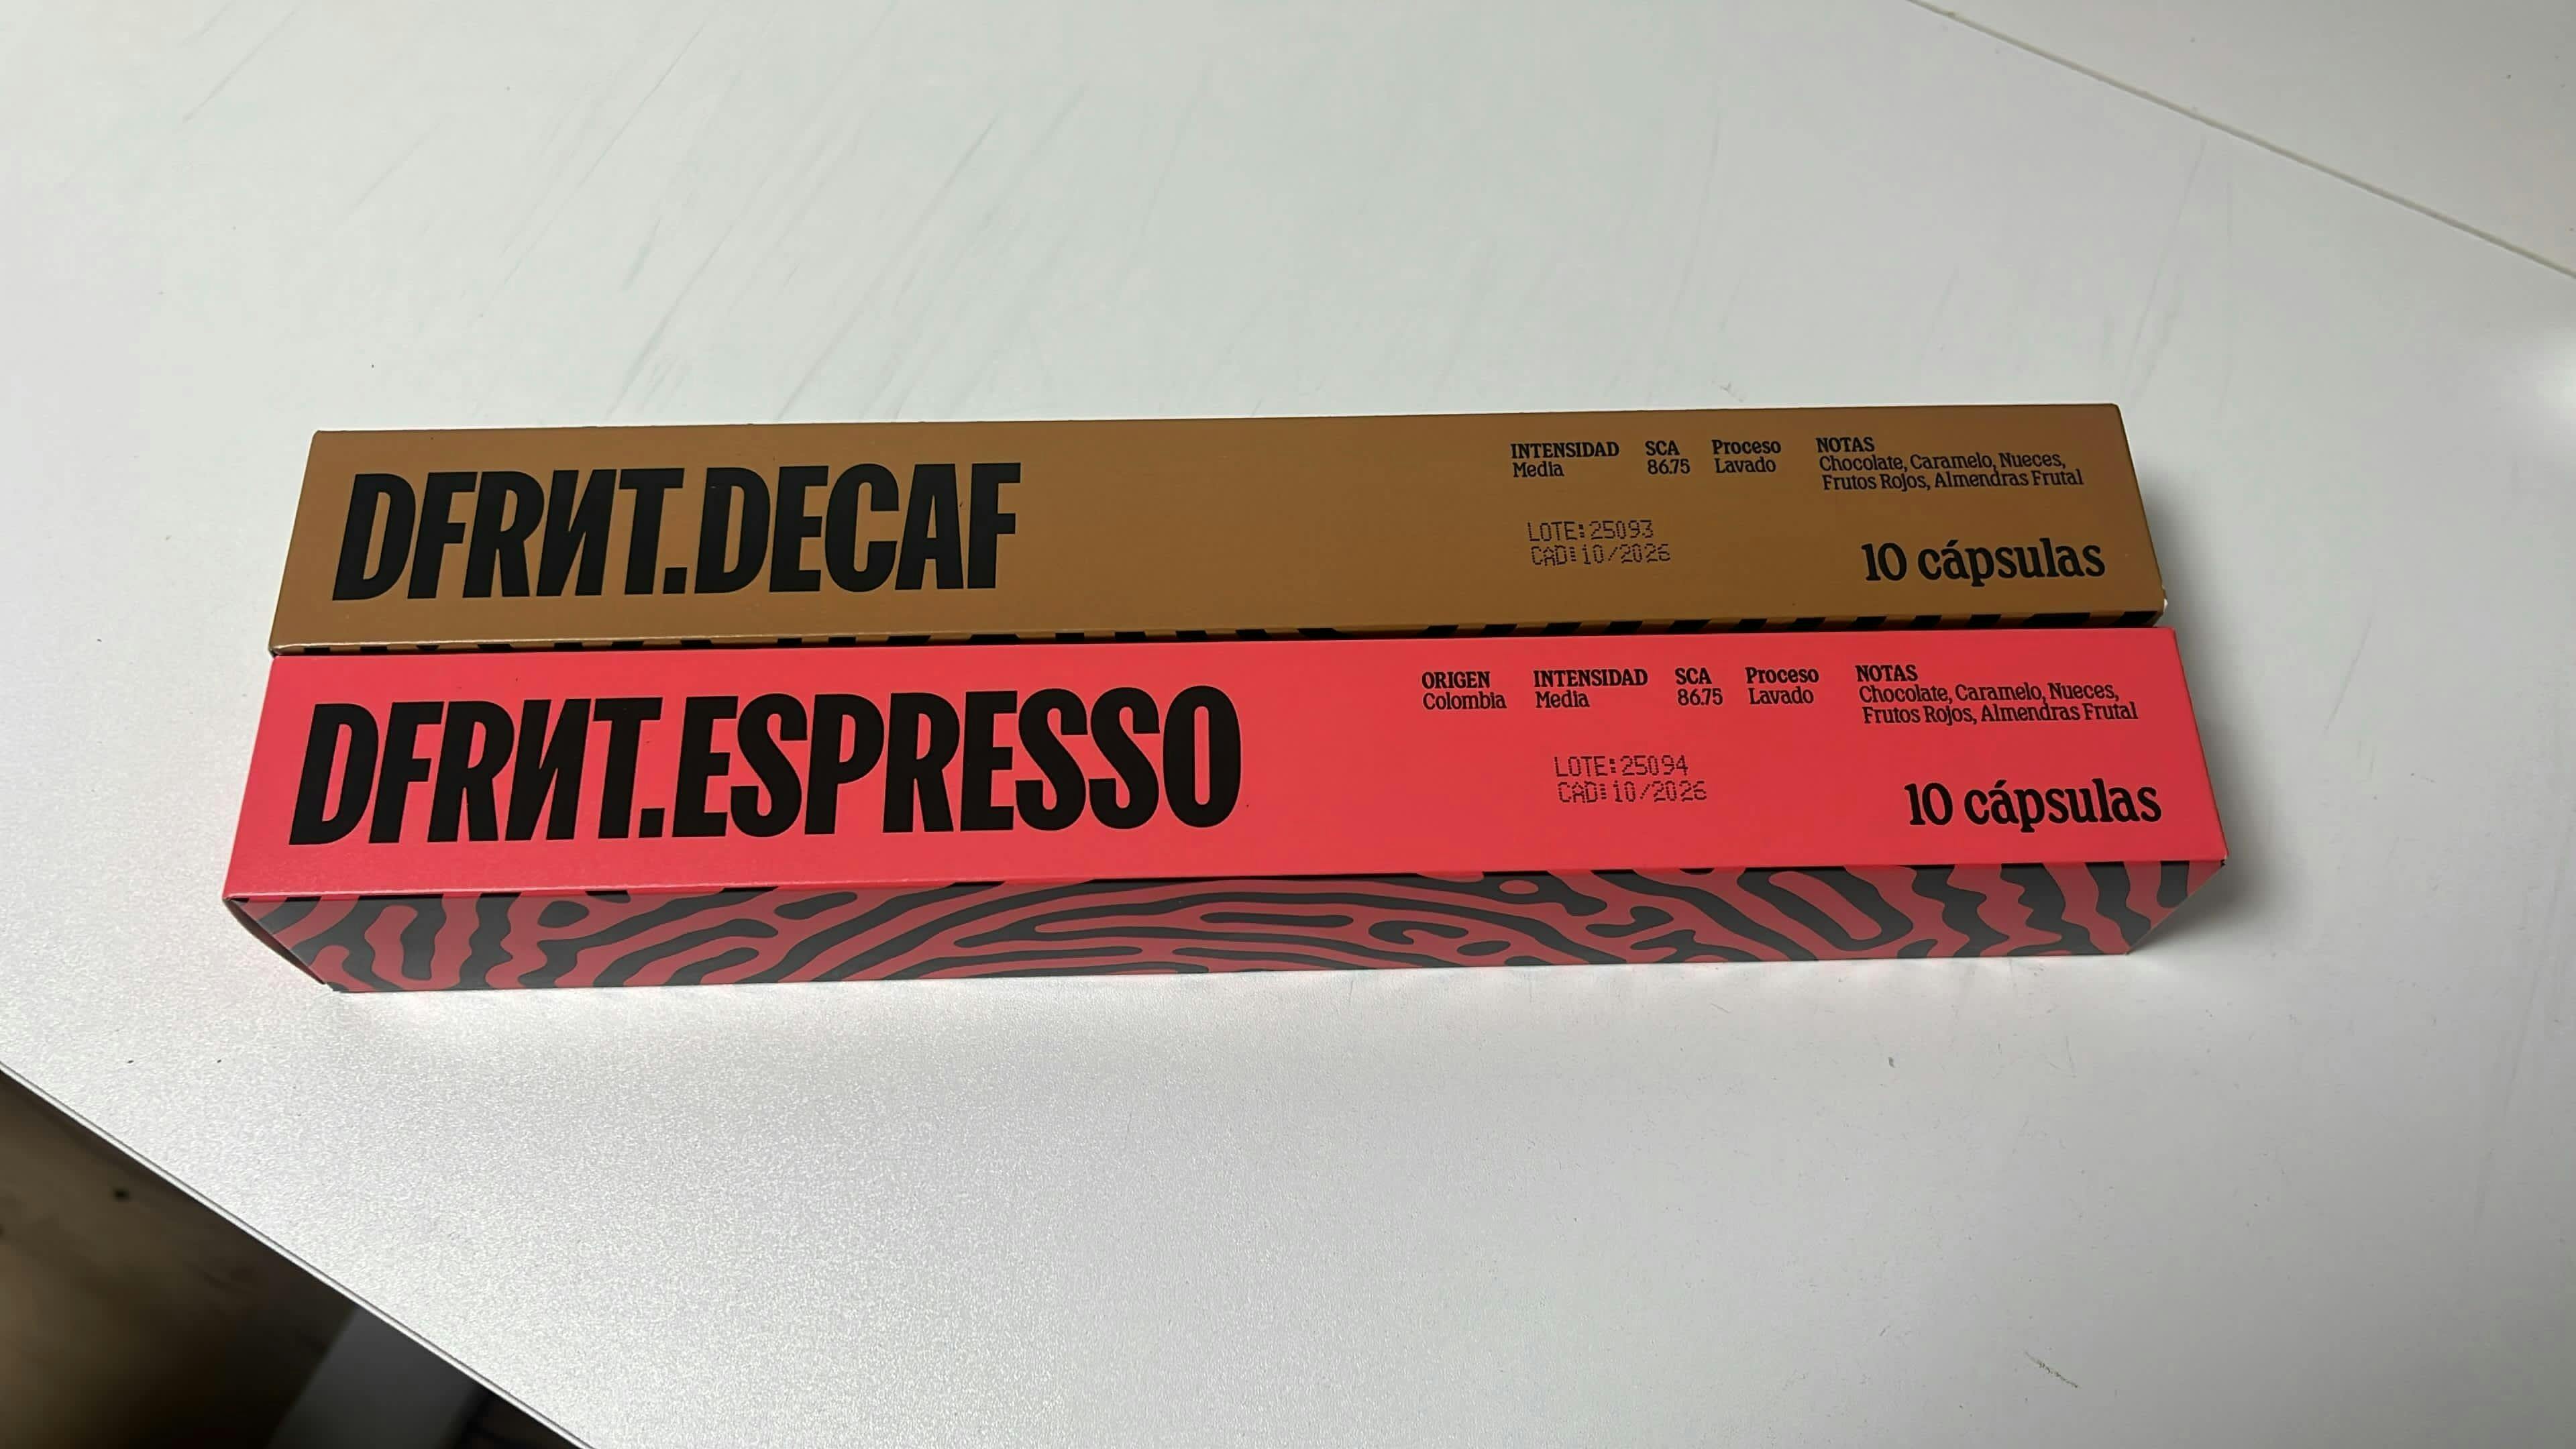 DFRИT.DECAF
INTENSIDAD
Media
SCA
86.75
Proceso
Lavado
NOTAS
Chocolate, Caramelo, Nueces,
Frutos Rojos, Almendras Frutal
LOTE:25093
CAD:10/2026
10 cápsulas
DFRИT.ESPRESSO
ORIGEN
Colombia
INTENSIDAD
Media
SCA
86.75
Proceso
Lavado
NOTAS
Chocolate, Caramelo, Nueces,
Frutos Rojos, Almendras Frutal
LOTE:25094
CAD:10/2026
10 cápsulas